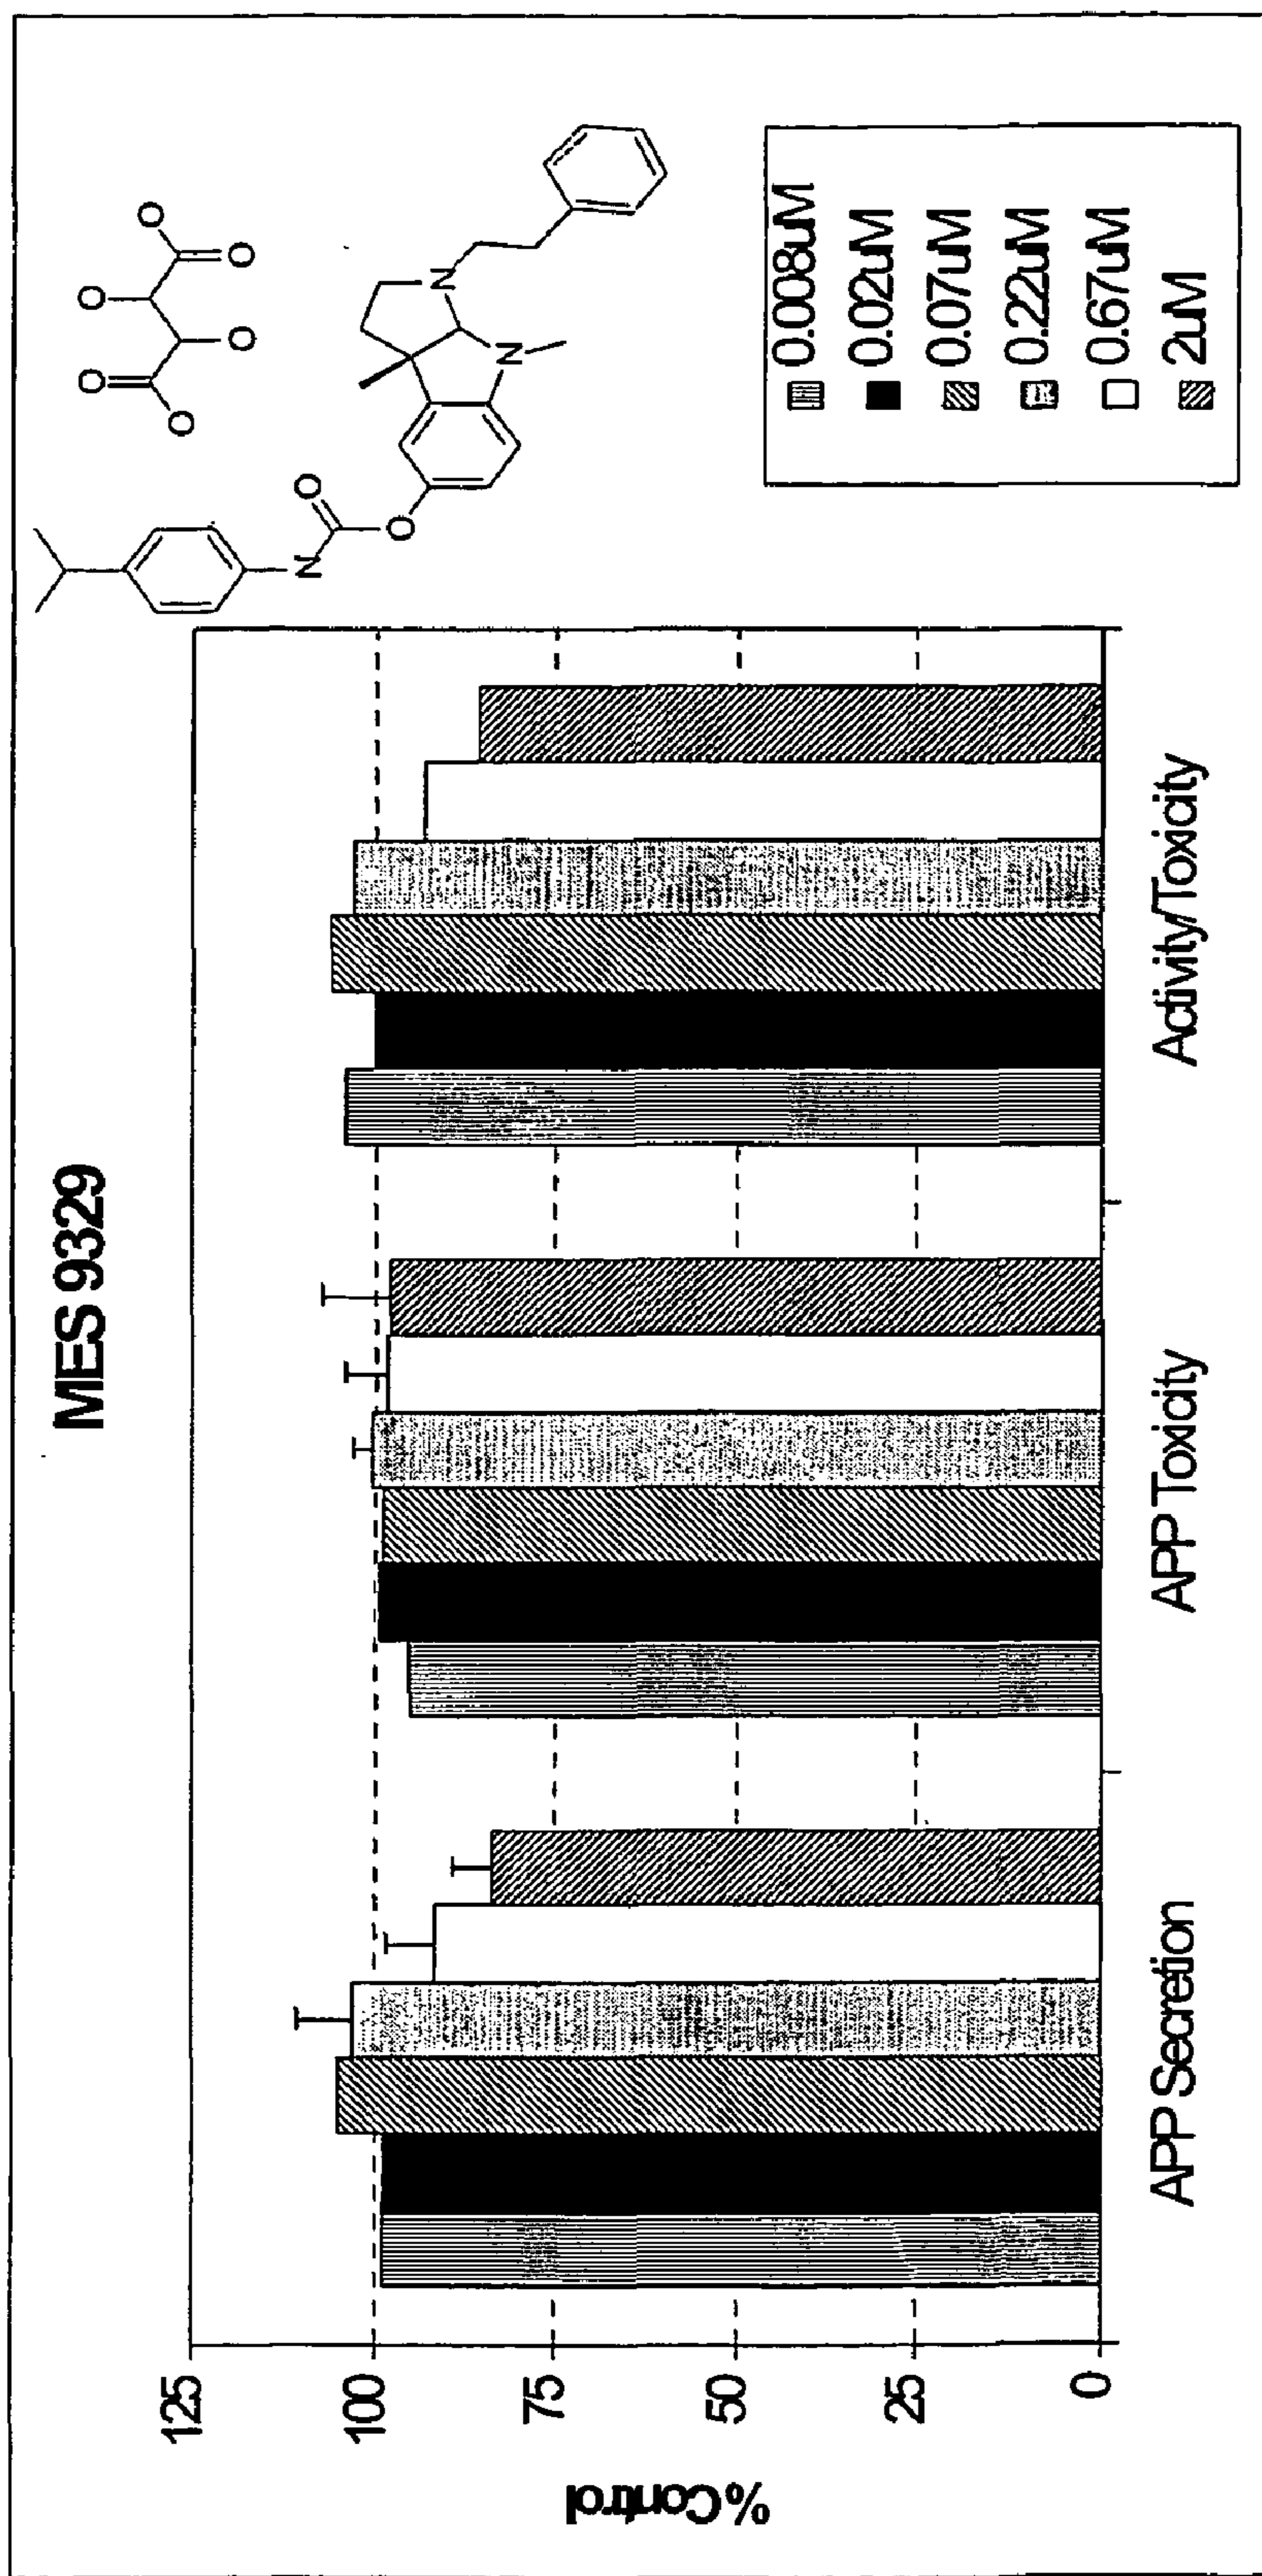 MES 9329
% Control
125
100
75
50
25
0
APP Secretion
APP Toxicity
Activity/Toxicity
O
O
O
O
O
O
N
O
O
N
N
0.008uM
0.02uM
0.07uM
0.22uM
0.67uM
2uM